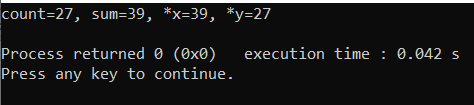 count=27, sum=39, *x=39, *y=27
Process returned 0 (0x0)   execution time : 0.042 s
Press any key to continue.